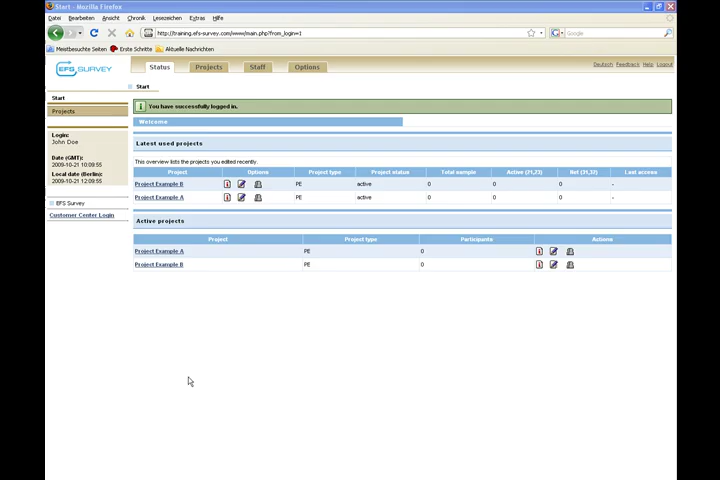 Start - Mozilla Firefox
Datei Bearbeiten Ansicht Chronik Lesezeichen Extras Hilfe
http://training.efs-survey.com/www/main.php?from_login=1
Google
Meistbesuchte Seiten Erste Schritte Aktuelle Nachrichten
EFS SURVEY
Status Projects Staff Options
Deutsch Feedback Help Logout
Start
Start
Projects
Login:
John Doe
Date (GMT):
2009-10-21 10:09:55
Local date (Berlin):
2009-10-21 12:09:55
EFS Survey
Customer Center Login
You have successfully logged in.
Welcome
Latest used projects
This overview lists the projects you edited recently.
Project Options Project type Project status Total sample Active (21,23) Bet (31,32) Last access
Project Example B PE active 0 0 0 -
Project Example A PE active 0 0 0 -
Active projects
Project Project type Participants Actions
Project Example A PE 0
Project Example B PE 0